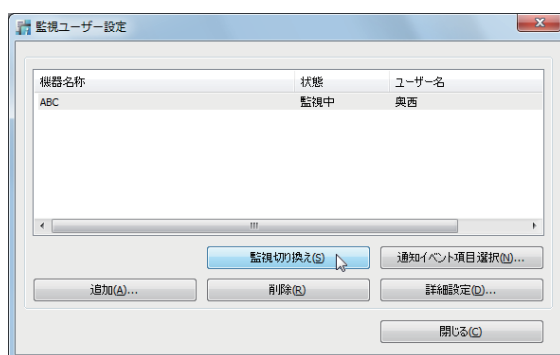 監視ユーザー設定
機器名称 状態 ユーザー名
ABC 監視中 奥西
監視切り換え(S) 通知イベント項目選択(N)...
追加(A)... 削除(R) 詳細設定(D)...
閉じる(C)